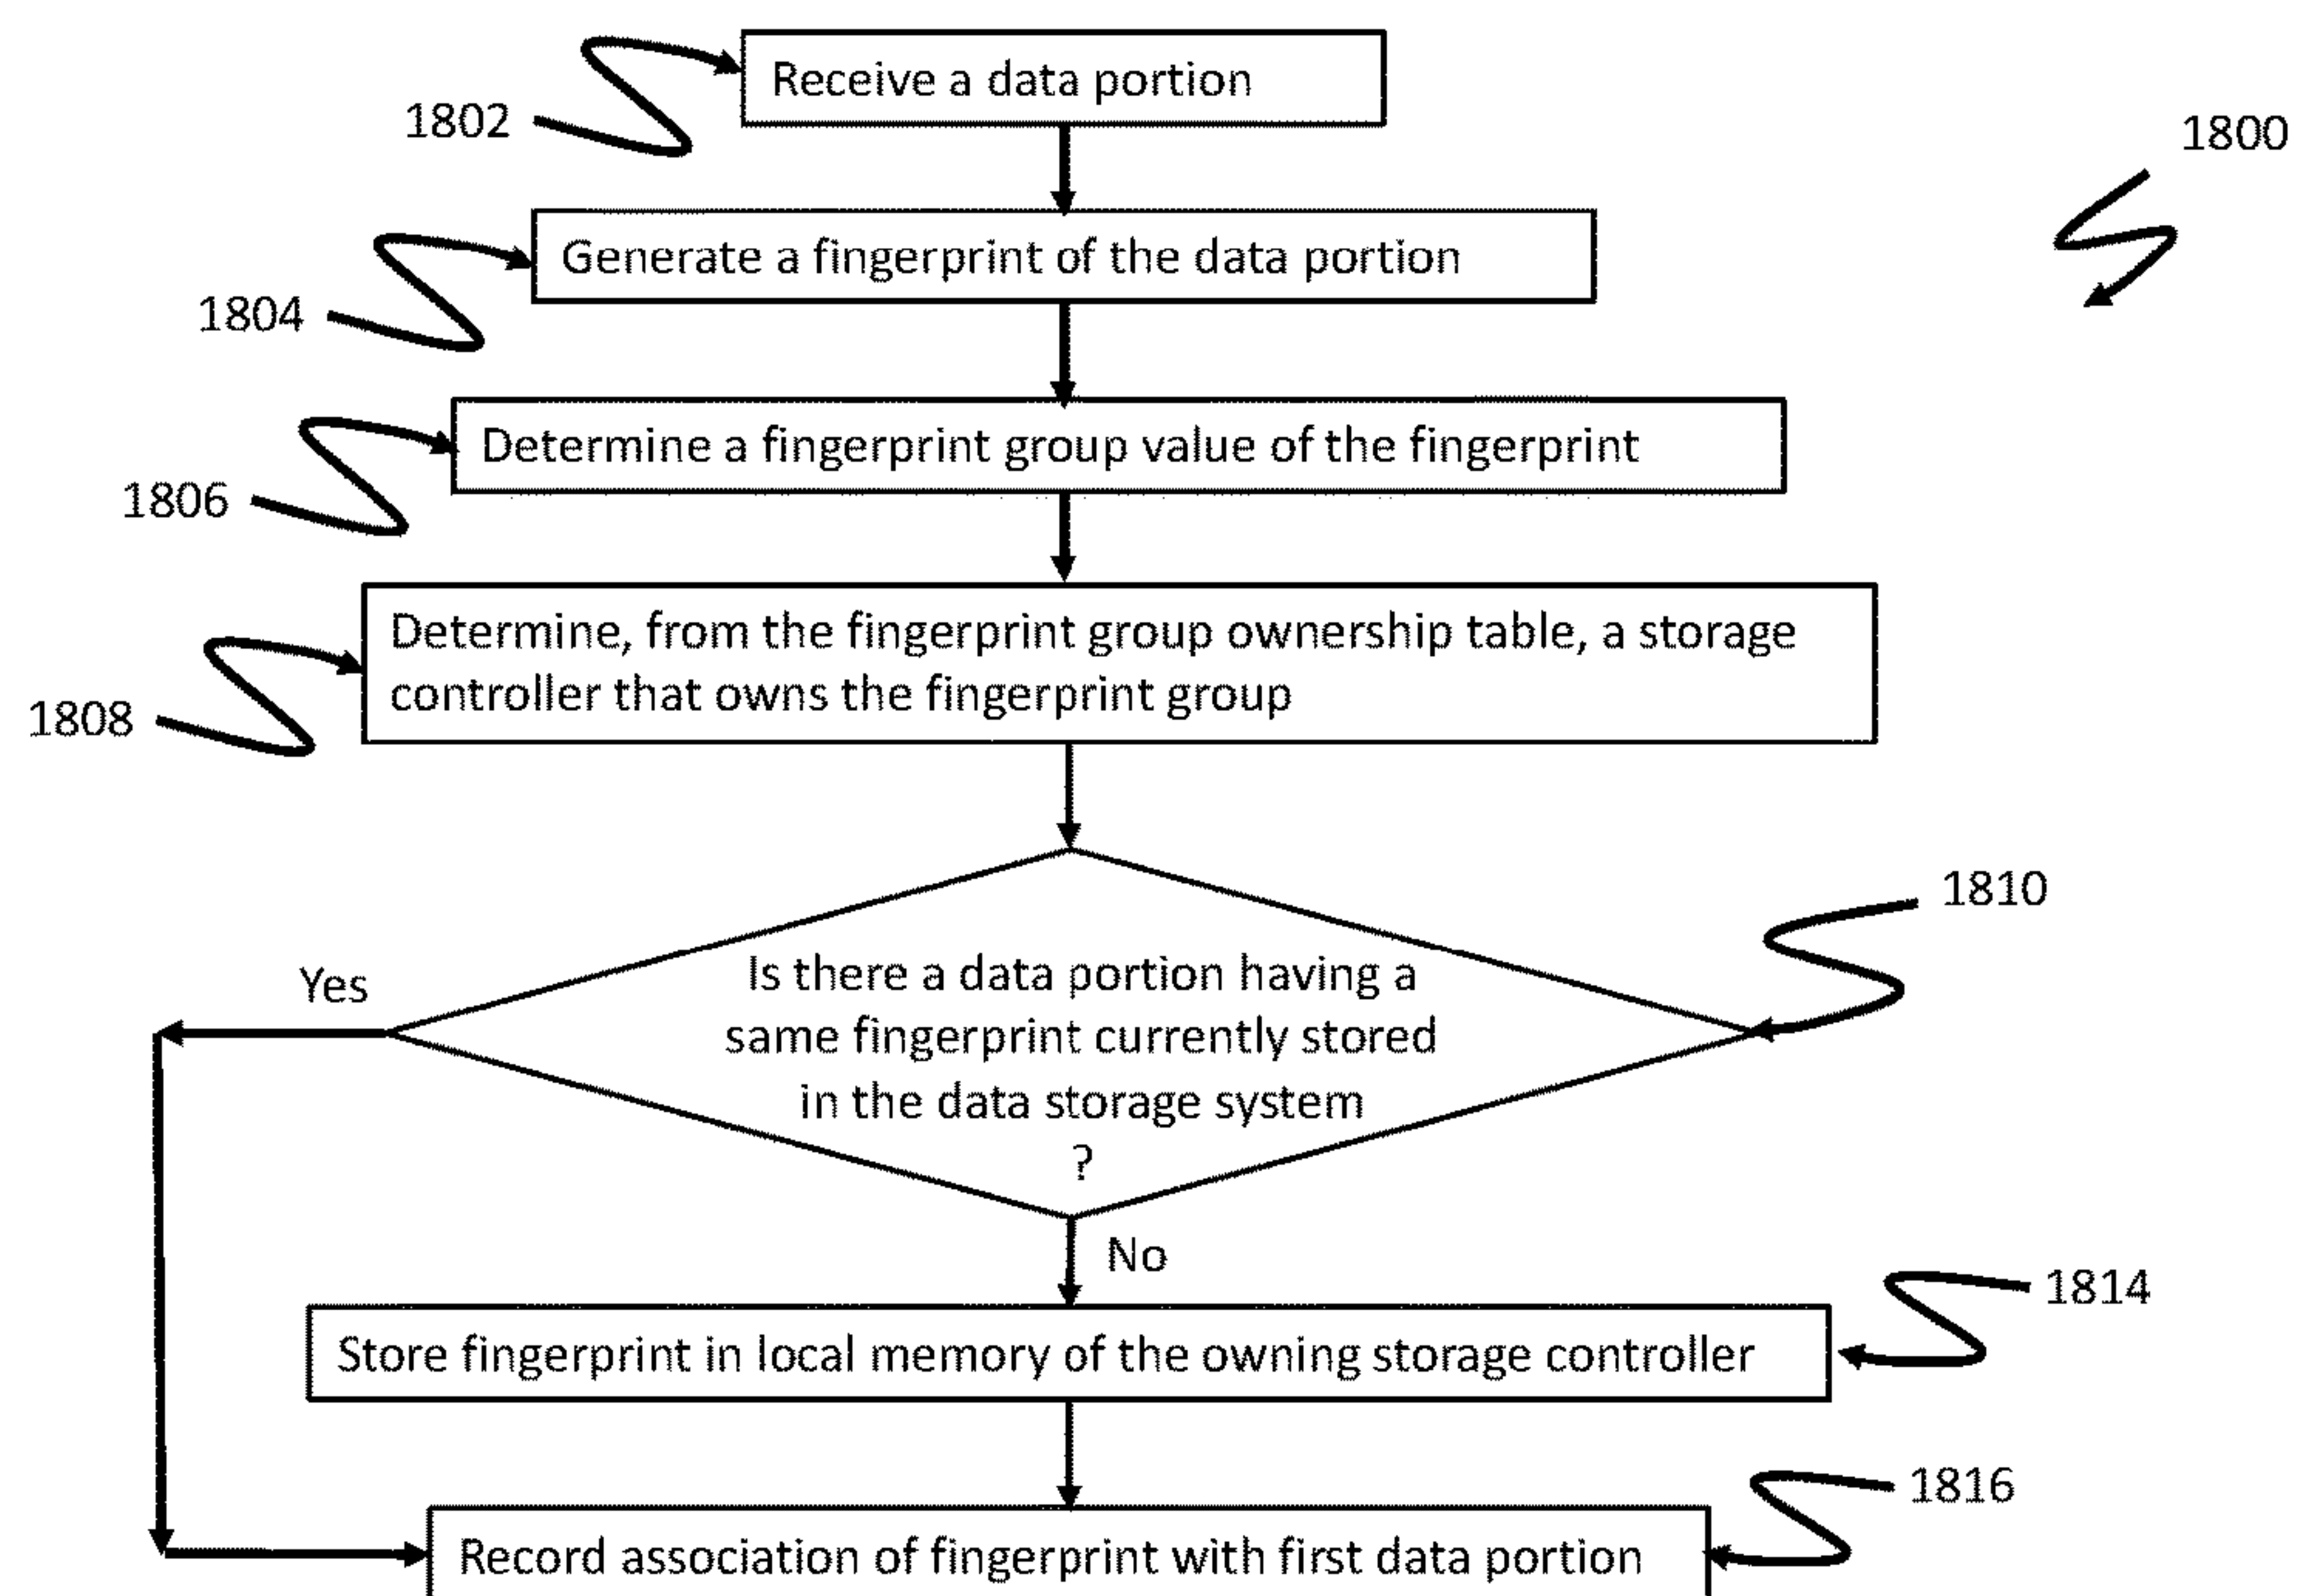 Receive a data portion
1802
1800
Generate a fingerprint of the data portion
1804
Determine a fingerprint group value of the fingerprint
1806
Determine, from the fingerprint group ownership table, a storage
controller that owns the fingerprint group
1808
1810
Is there a data portion having a
same fingerprint currently stored
in the data storage system
?
Yes
No
1814
Store fingerprint in local memory of the owning storage controller
1816
Record association of fingerprint with first data portion